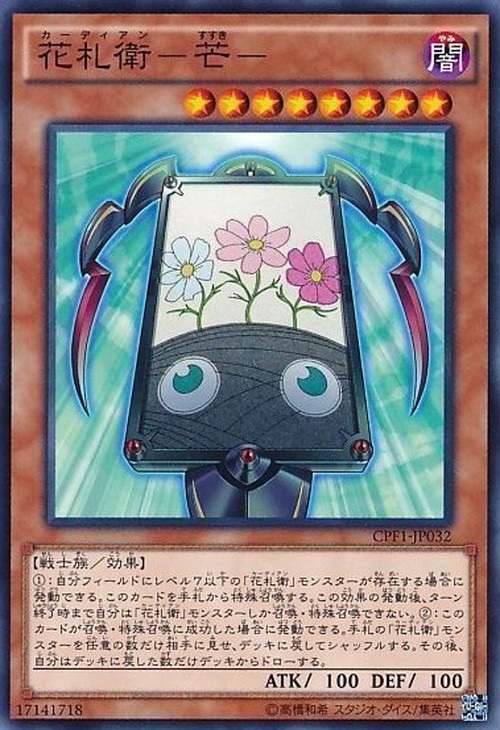 カーディアン すすき
花札衛－芒－
やみ
闇
CPF1-JP032
【戦士族／効果】
①：自分フィールドにレベル７以下の「花札衛」モンスターが存在する場合に
発動できる。このカードを手札から特殊召喚する。この効果の発動後、ターン
終了時まで自分は「花札衛」モンスターしか召喚・特殊召喚できない。②：この
カードが召喚・特殊召喚に成功した場合に発動できる。手札の「花札衛」モンス
ターを任意の数だけ相手に見せ、デッキに戻してシャッフルする。その後、
自分はデッキに戻した数だけデッキからドローする。
ATK/ 100 DEF/ 100
17141718
©高橋和希 スタジオ・ダイス/集英社